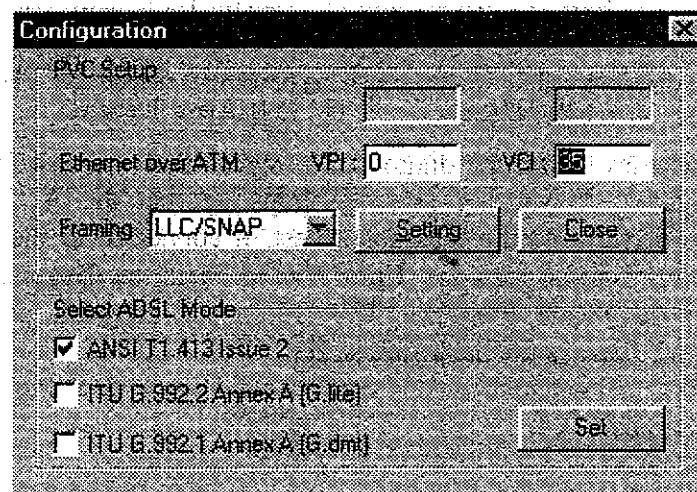 Configuration
PVC Setup
Ethernet over ATM VPI : 0 VCI : 35
Framing LLC/SNAP Setting Close
Select ADSL Mode
ANSI T1.413 Issue 2
ITU G.992.2 Annex A (G.lite)
Set
ITU G.992.1 Annex A (G.dmt)